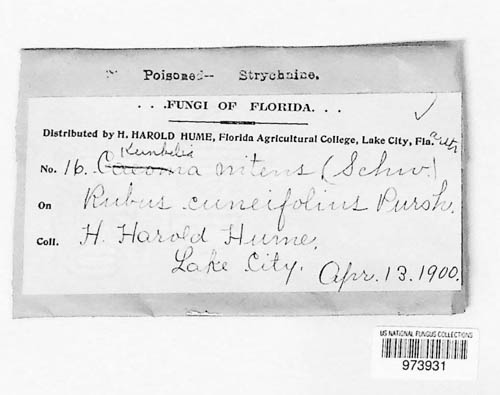 Poisoned-- Strychnine.
. . .FUNGI OF FLORIDA. . .
Distributed by H. HAROLD HUME, Florida Agricultural College, Lake City, Fla.
Kunkelia
No. 16. Caeoma nitens (Schw.)
On Rubus cuneifolius Pursh.
Coll. H. Harold Hume,
Lake City. Apr. 13. 1900.
US NATIONAL FUNGUS COLLECTIONS
973931